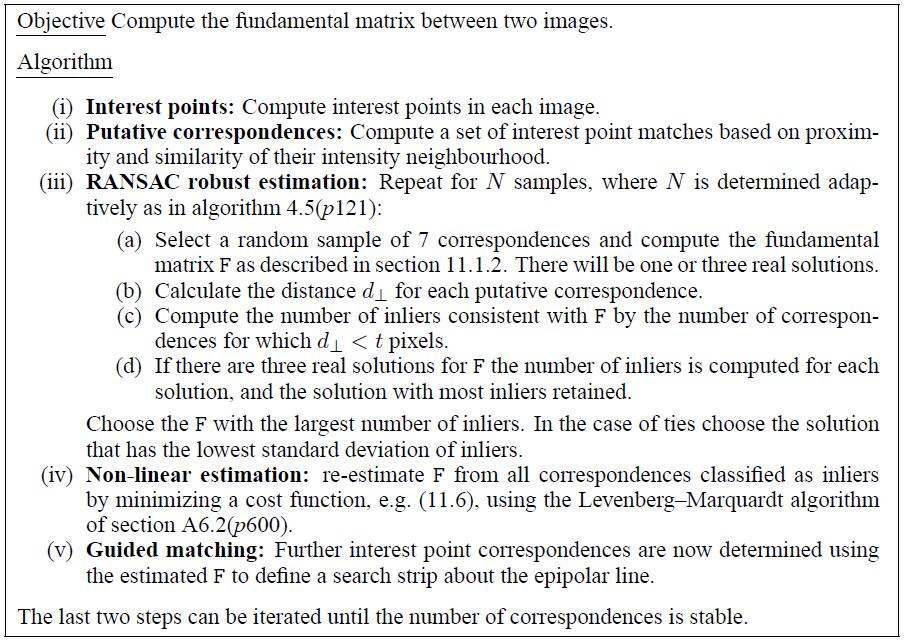 Objective Compute the fundamental matrix between two images.
Algorithm
(i) Interest points: Compute interest points in each image.
(ii) Putative correspondences: Compute a set of interest point matches based on proxim-
ity and similarity of their intensity neighbourhood.
(iii) RANSAC robust estimation: Repeat for N samples, where N is determined adap-
tively as in algorithm 4.5(p121):
(a) Select a random sample of 7 correspondences and compute the fundamental
matrix F as described in section 11.1.2. There will be one or three real solutions.
(b) Calculate the distance d⊥ for each putative correspondence.
(c) Compute the number of inliers consistent with F by the number of correspon-
dences for which d⊥ < t pixels.
(d) If there are three real solutions for F the number of inliers is computed for each
solution, and the solution with most inliers retained.
Choose the F with the largest number of inliers. In the case of ties choose the solution
that has the lowest standard deviation of inliers.
(iv) Non-linear estimation: re-estimate F from all correspondences classified as inliers
by minimizing a cost function, e.g. (11.6), using the Levenberg–Marquardt algorithm
of section A6.2(p600).
(v) Guided matching: Further interest point correspondences are now determined using
the estimated F to define a search strip about the epipolar line.
The last two steps can be iterated until the number of correspondences is stable.